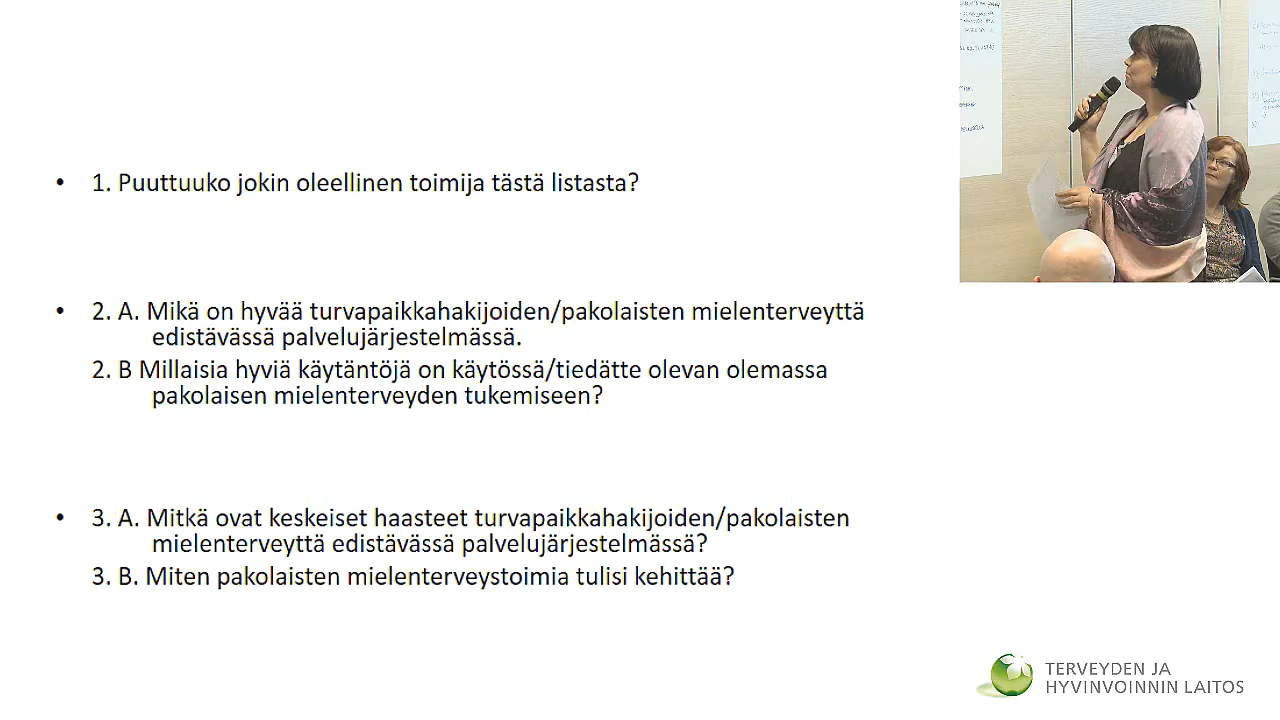 • 1. Puuttuuko jokin oleellinen toimija tästä listasta?
• 2. A. Mikä on hyvää turvapaikkahakijoiden/pakolaisten mielenterveyttä
edistävässä palvelujärjestelmässä.
2. B Millaisia hyviä käytäntöjä on käytössä/tiedätte olevan olemassa
pakolaisen mielenterveyden tukemiseen?
• 3. A. Mitkä ovat keskeiset haasteet turvapaikkahakijoiden/pakolaisten
mielenterveyttä edistävässä palvelujärjestelmässä?
3. B. Miten pakolaisten mielenterveystoimia tulisi kehittää?
TERVEYDEN JA
HYVINVOINNIN LAITOS